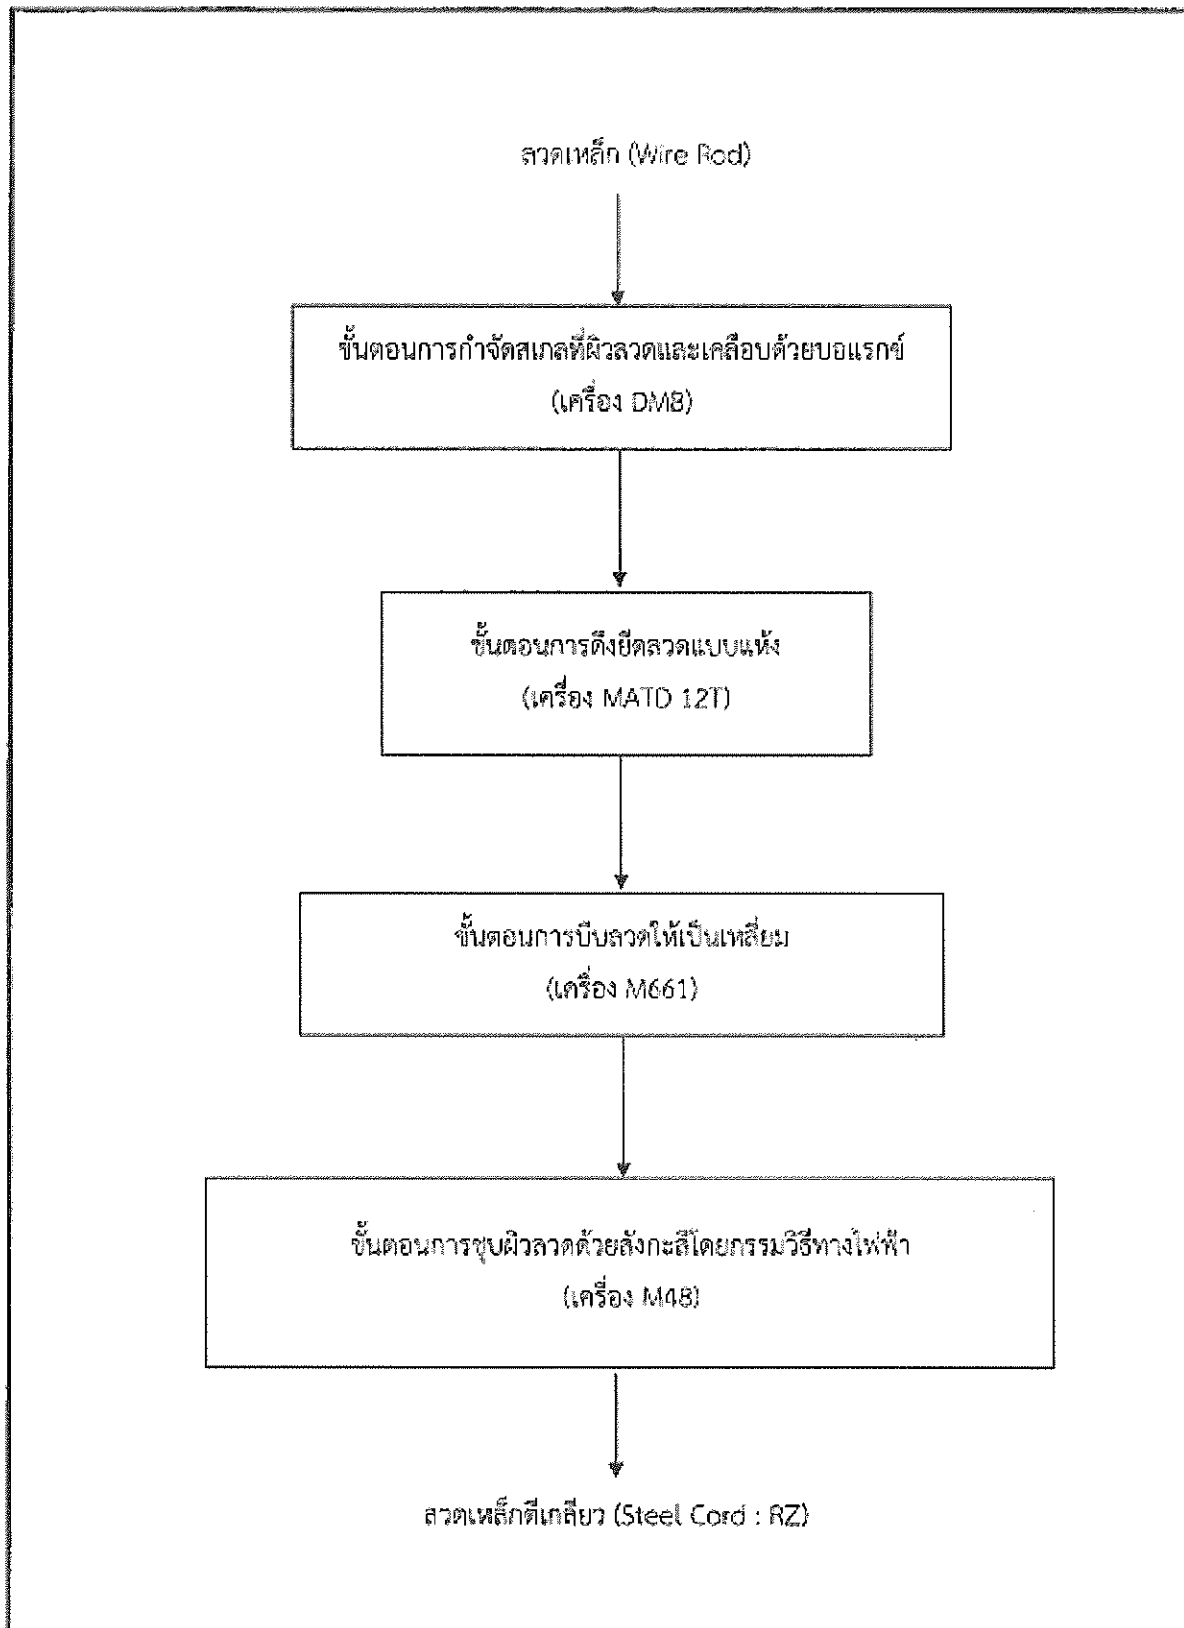 ลวดเหล็ก (Wire Rod)
ขั้นตอนการกำจัดสเกลที่ผิวลวดและเคลือบด้วยบอแรกซ์
(เครื่อง DM8)
ขั้นตอนการดึงยืดลวดแบบแห้ง
(เครื่อง MATD 12T)
ขั้นตอนการบีบลวดให้เป็นเหลี่ยม
(เครื่อง M661)
ขั้นตอนการชุบผิวลวดด้วยสังกะสีโดยกรรมวิธีทางไฟฟ้า
(เครื่อง M48)
ลวดเหล็กตีเกลียว (Steel Cord : RZ)